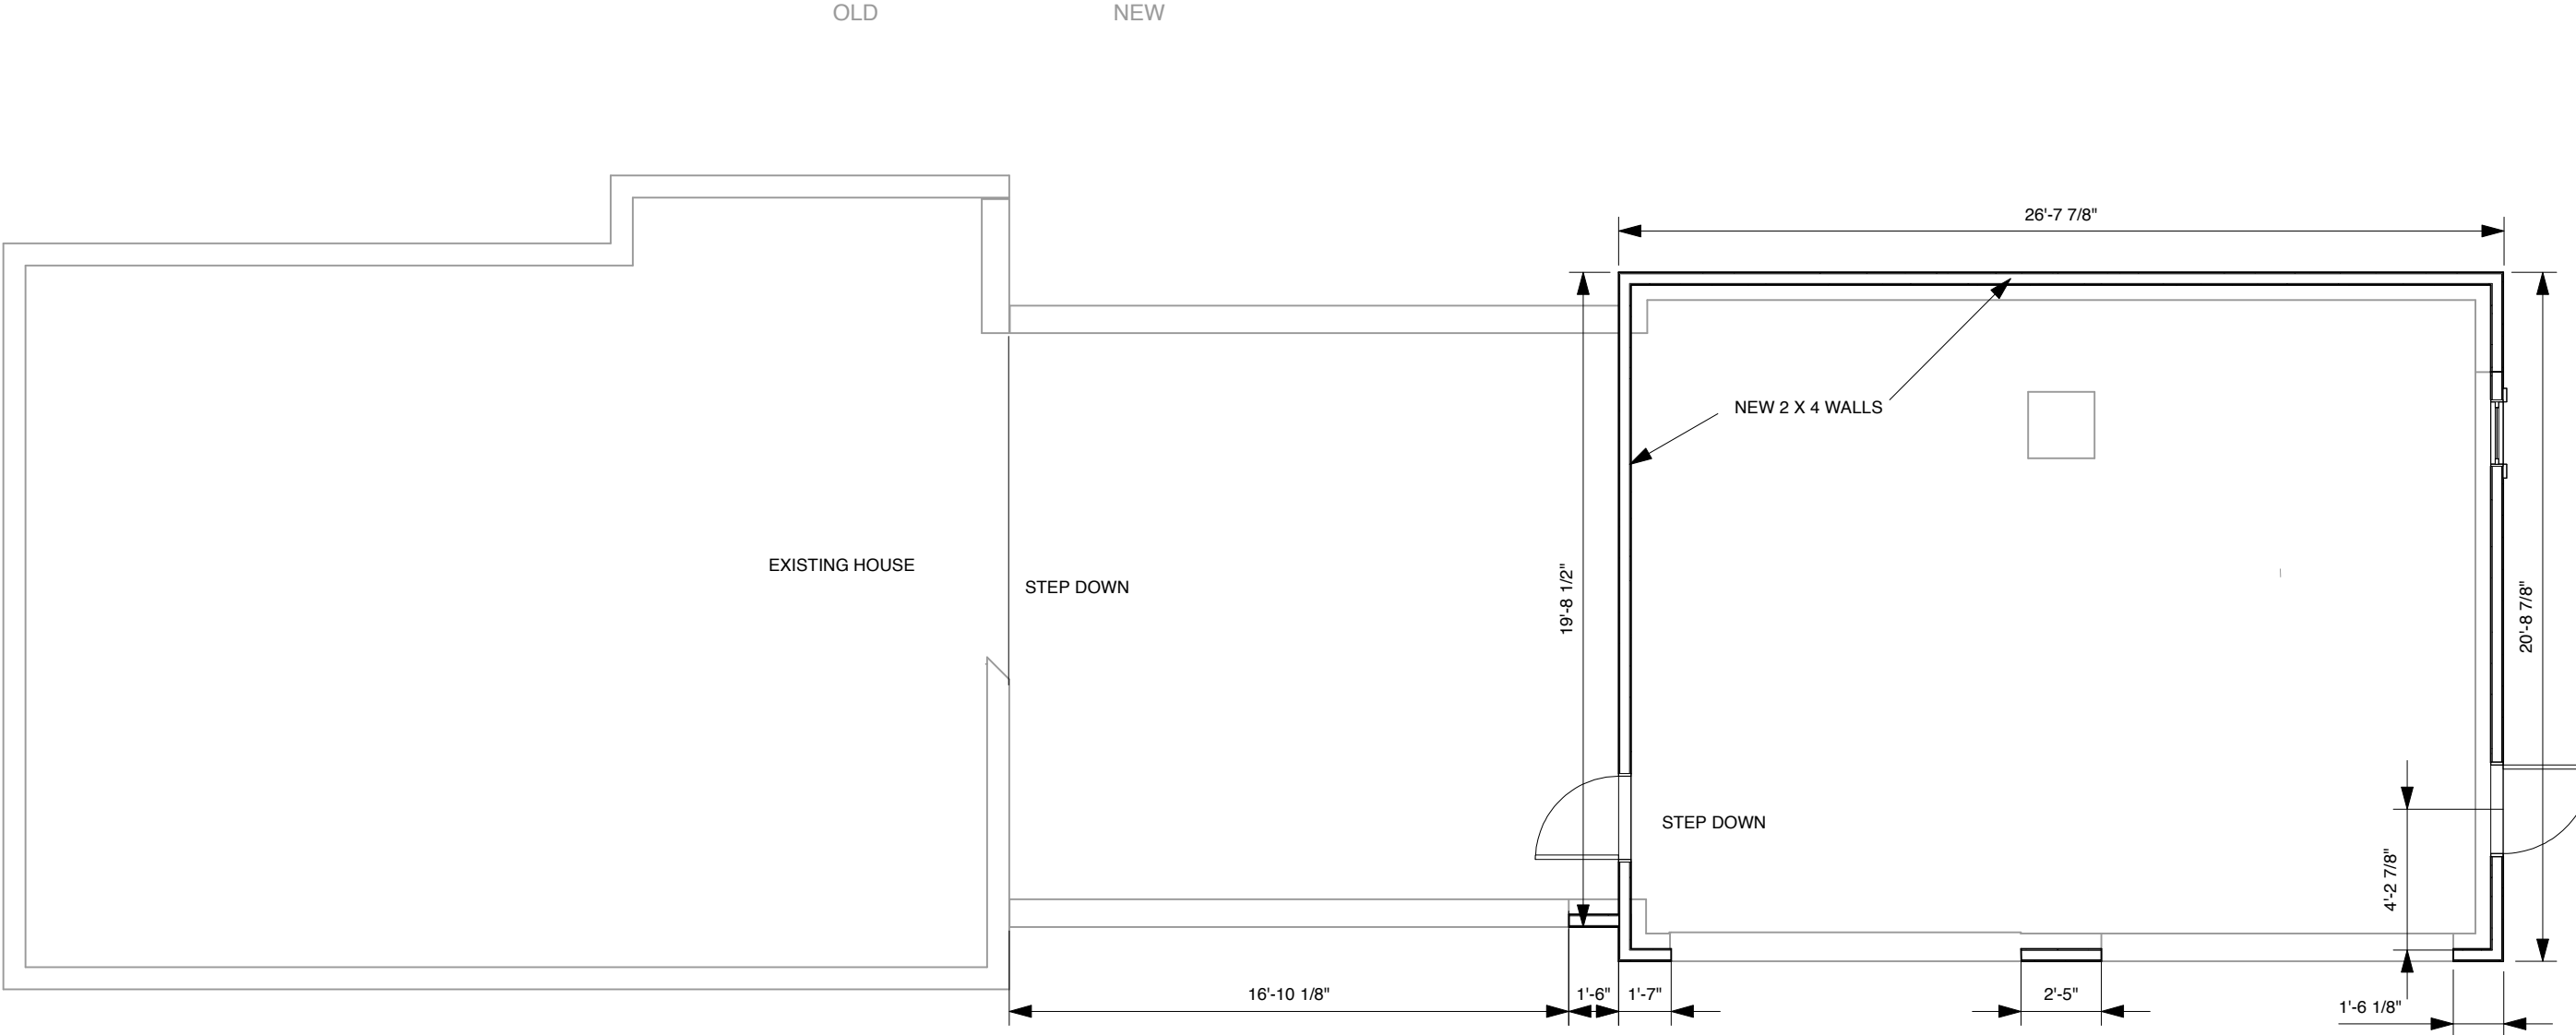 OLD
NEW
26'-7 7/8"
NEW 2 X 4 WALLS
EXISTING HOUSE
STEP DOWN
19'-8 1/2"
20'-8 7/8"
STEP DOWN
4'-2 7/8"
16'-10 1/8"
1'-6"
1'-7"
2'-5"
1'-6 1/8"